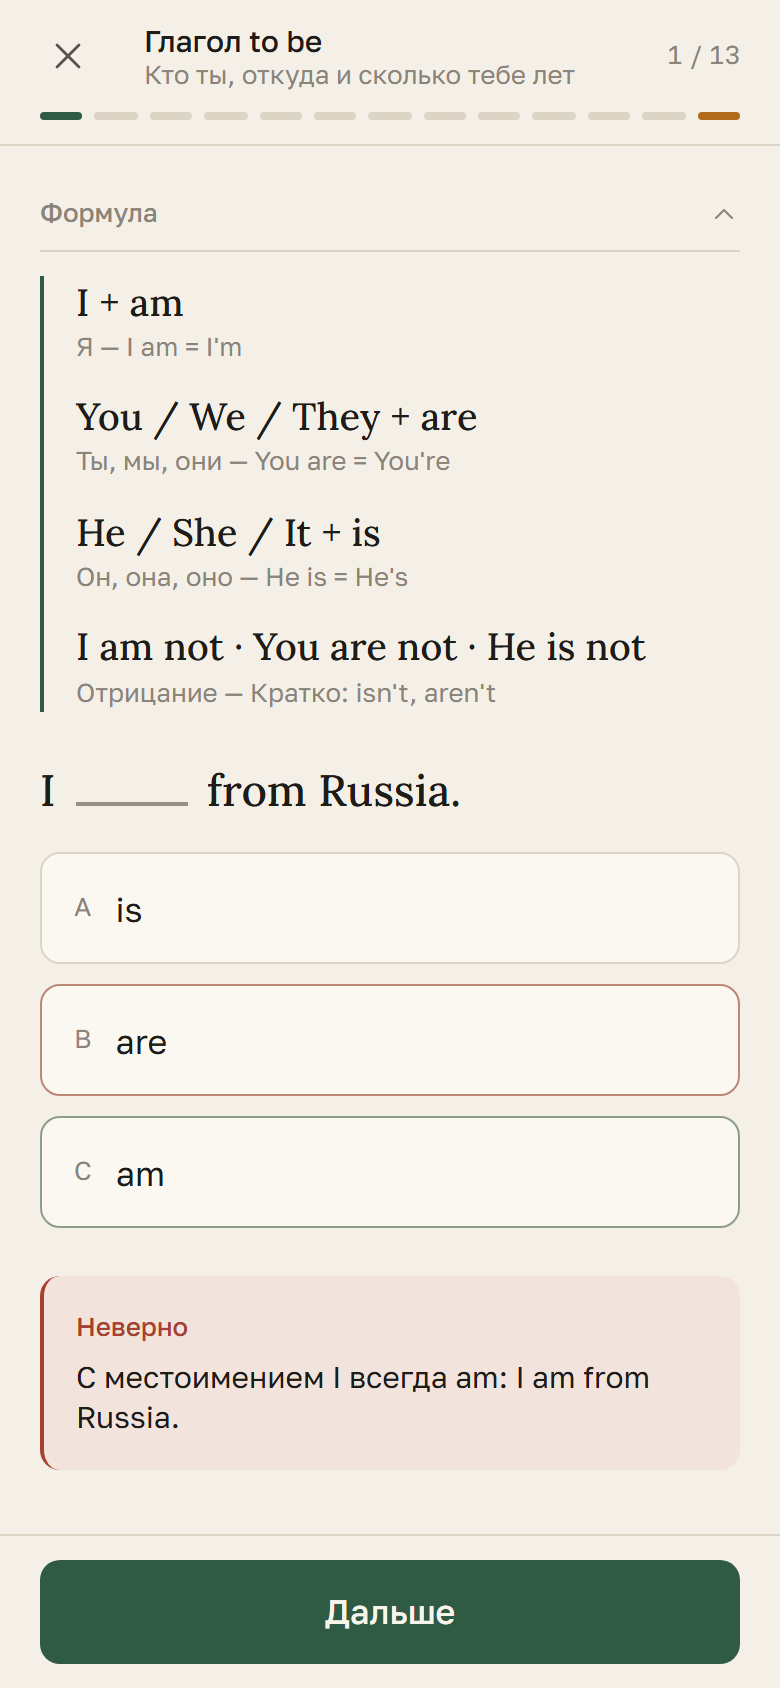 Глагол to be
Кто ты, откуда и сколько тебе лет
1 / 13
Формула
I + am
Я — I am = I'm
You / We / They + are
Ты, мы, они — You are = You're
He / She / It + is
Он, она, оно — He is = He's
I am not · You are not · He is not
Отрицание — Кратко: isn't, aren't
I ____ from Russia.
A is
B are
C am
Неверно
С местоимением I всегда am: I am from
Russia.
Дальше